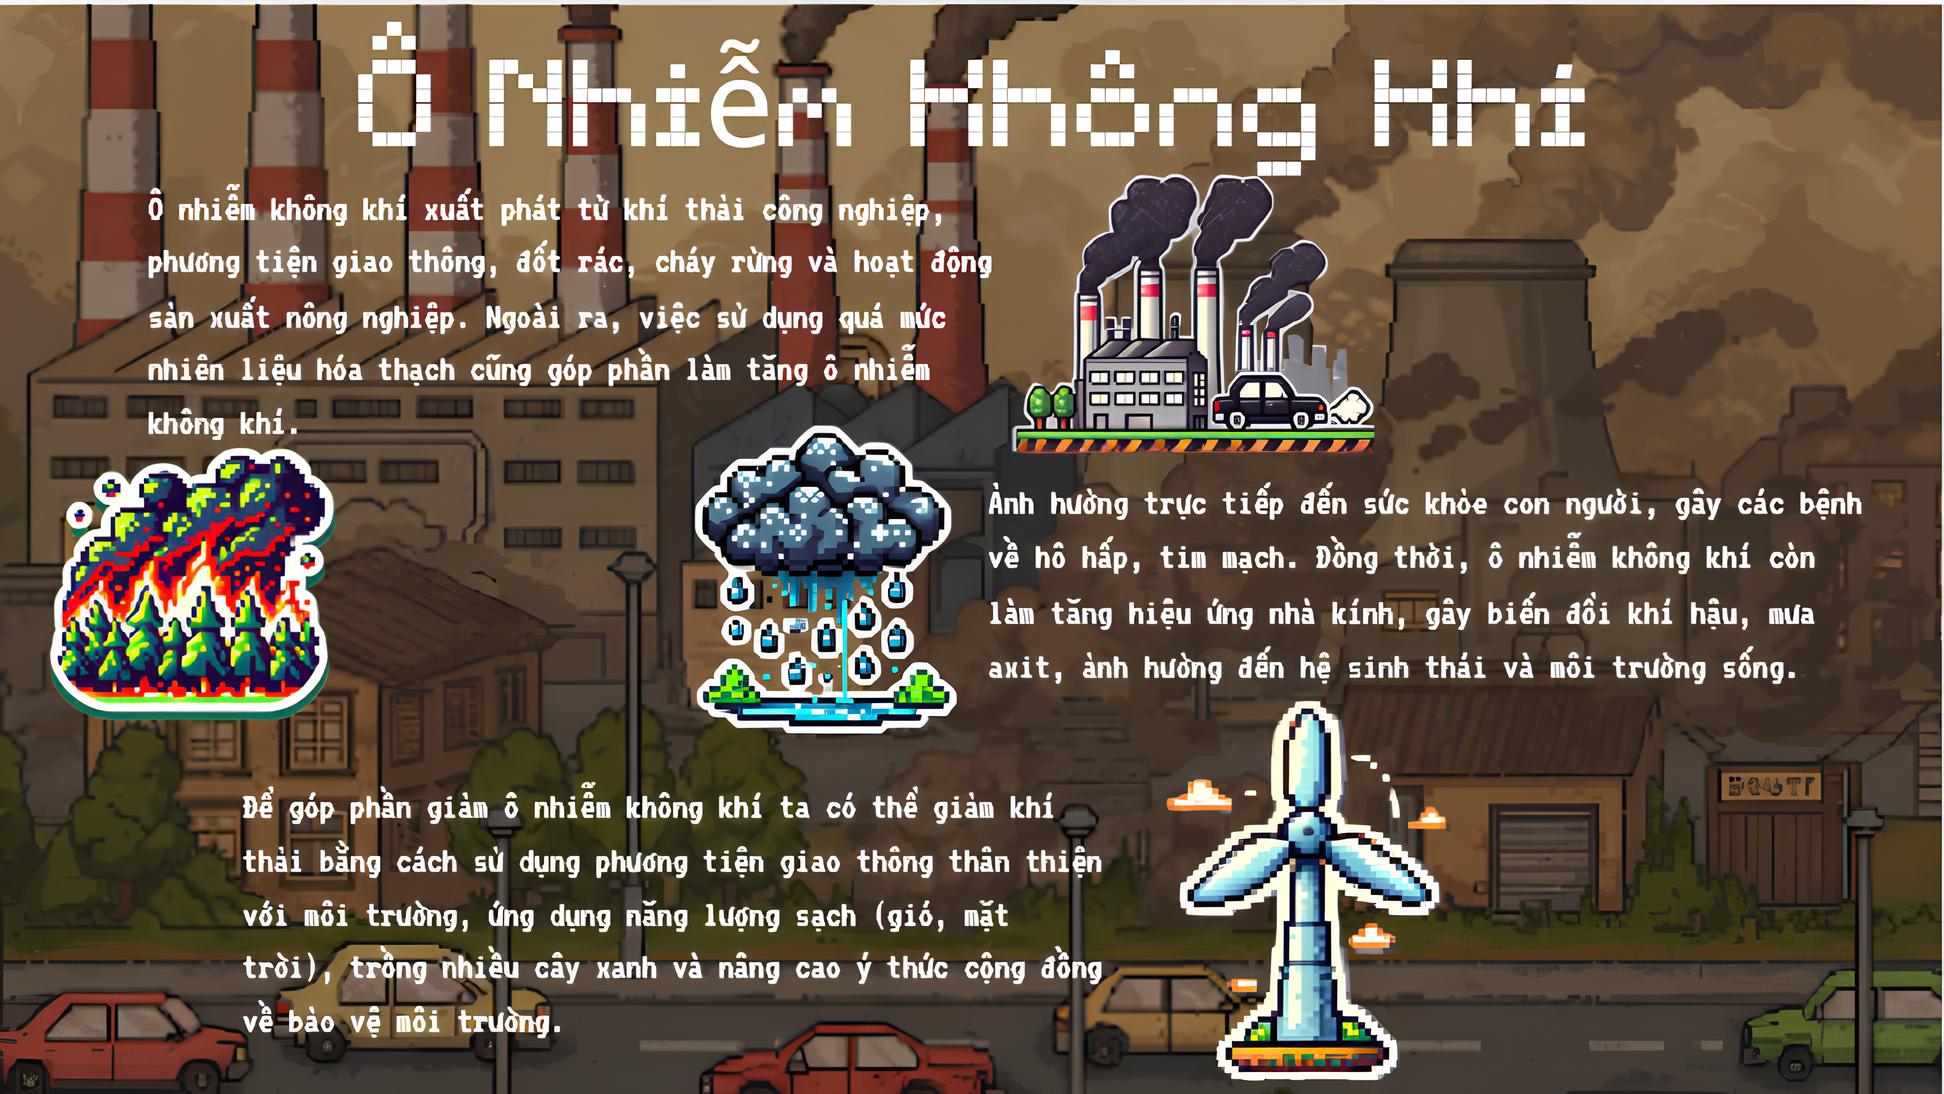 Ô Nhiễm Không Khí
Ô nhiễm không khí xuất phát từ khí thải công nghiệp,
phương tiện giao thông, đốt rác, cháy rừng và hoạt động
sản xuất nông nghiệp. Ngoài ra, việc sử dụng quá mức
nhiên liệu hóa thạch cũng góp phần làm tăng ô nhiễm
không khí.
Ảnh hưởng trực tiếp đến sức khỏe con người, gây các bệnh
về hô hấp, tim mạch. Đồng thời, ô nhiễm không khí còn
làm tăng hiệu ứng nhà kính, gây biến đổi khí hậu, mưa
axit, ảnh hưởng đến hệ sinh thái và môi trường sống.
Để góp phần giảm ô nhiễm không khí ta có thể giảm khí
thải bằng cách sử dụng phương tiện giao thông thân thiện
với môi trường, ứng dụng năng lượng sạch (gió, mặt
trời), trồng nhiều cây xanh và nâng cao ý thức cộng đồng
về bảo vệ môi trường.